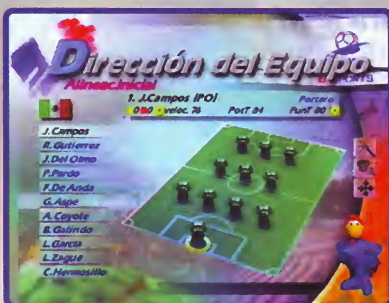 Dirección del Equipo
Alineac.Inicial
1. J.Campos (PO) Portero
veloc. 76 PotT 84 PunT 80
J.Campos
R.Gutierrez
J.Del Olmo
P.Pardo
F.De Anda
G.Aspe
A.Coyote
B.Galindo
L.Garcia
L.Zague
C.Hermosillo